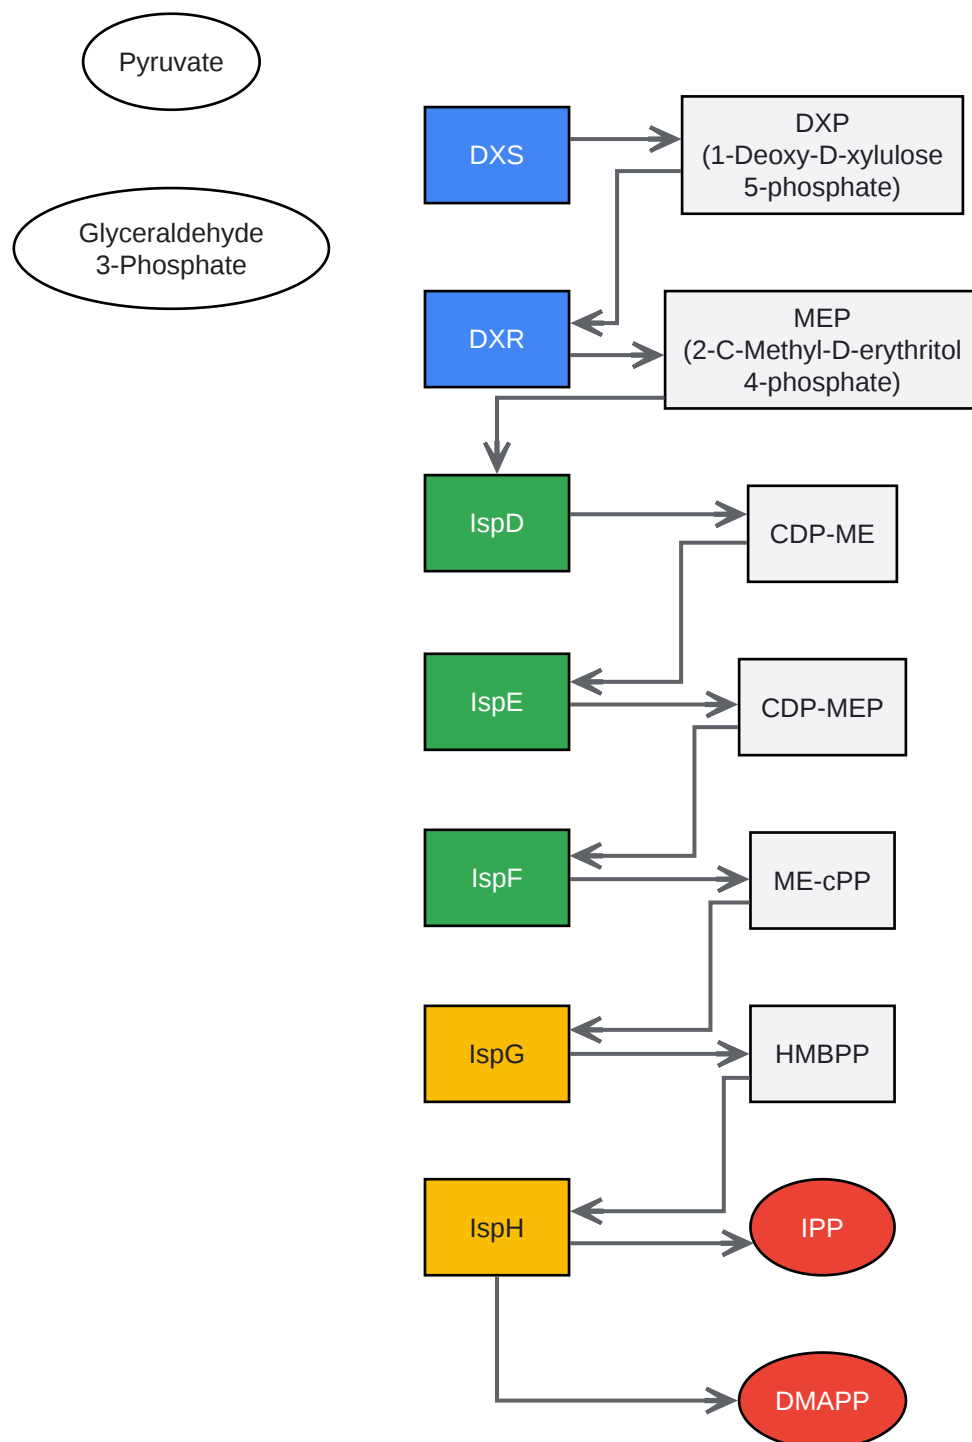 Pyruvate
Glyceraldehyde
3-Phosphate
DXS
DXP
(1-Deoxy-D-xylulose
5-phosphate)
DXR
MEP
(2-C-Methyl-D-erythritol
4-phosphate)
IspD
CDP-ME
IspE
CDP-MEP
IspF
ME-cPP
IspG
HMBPP
IspH
IPP
DMAPP